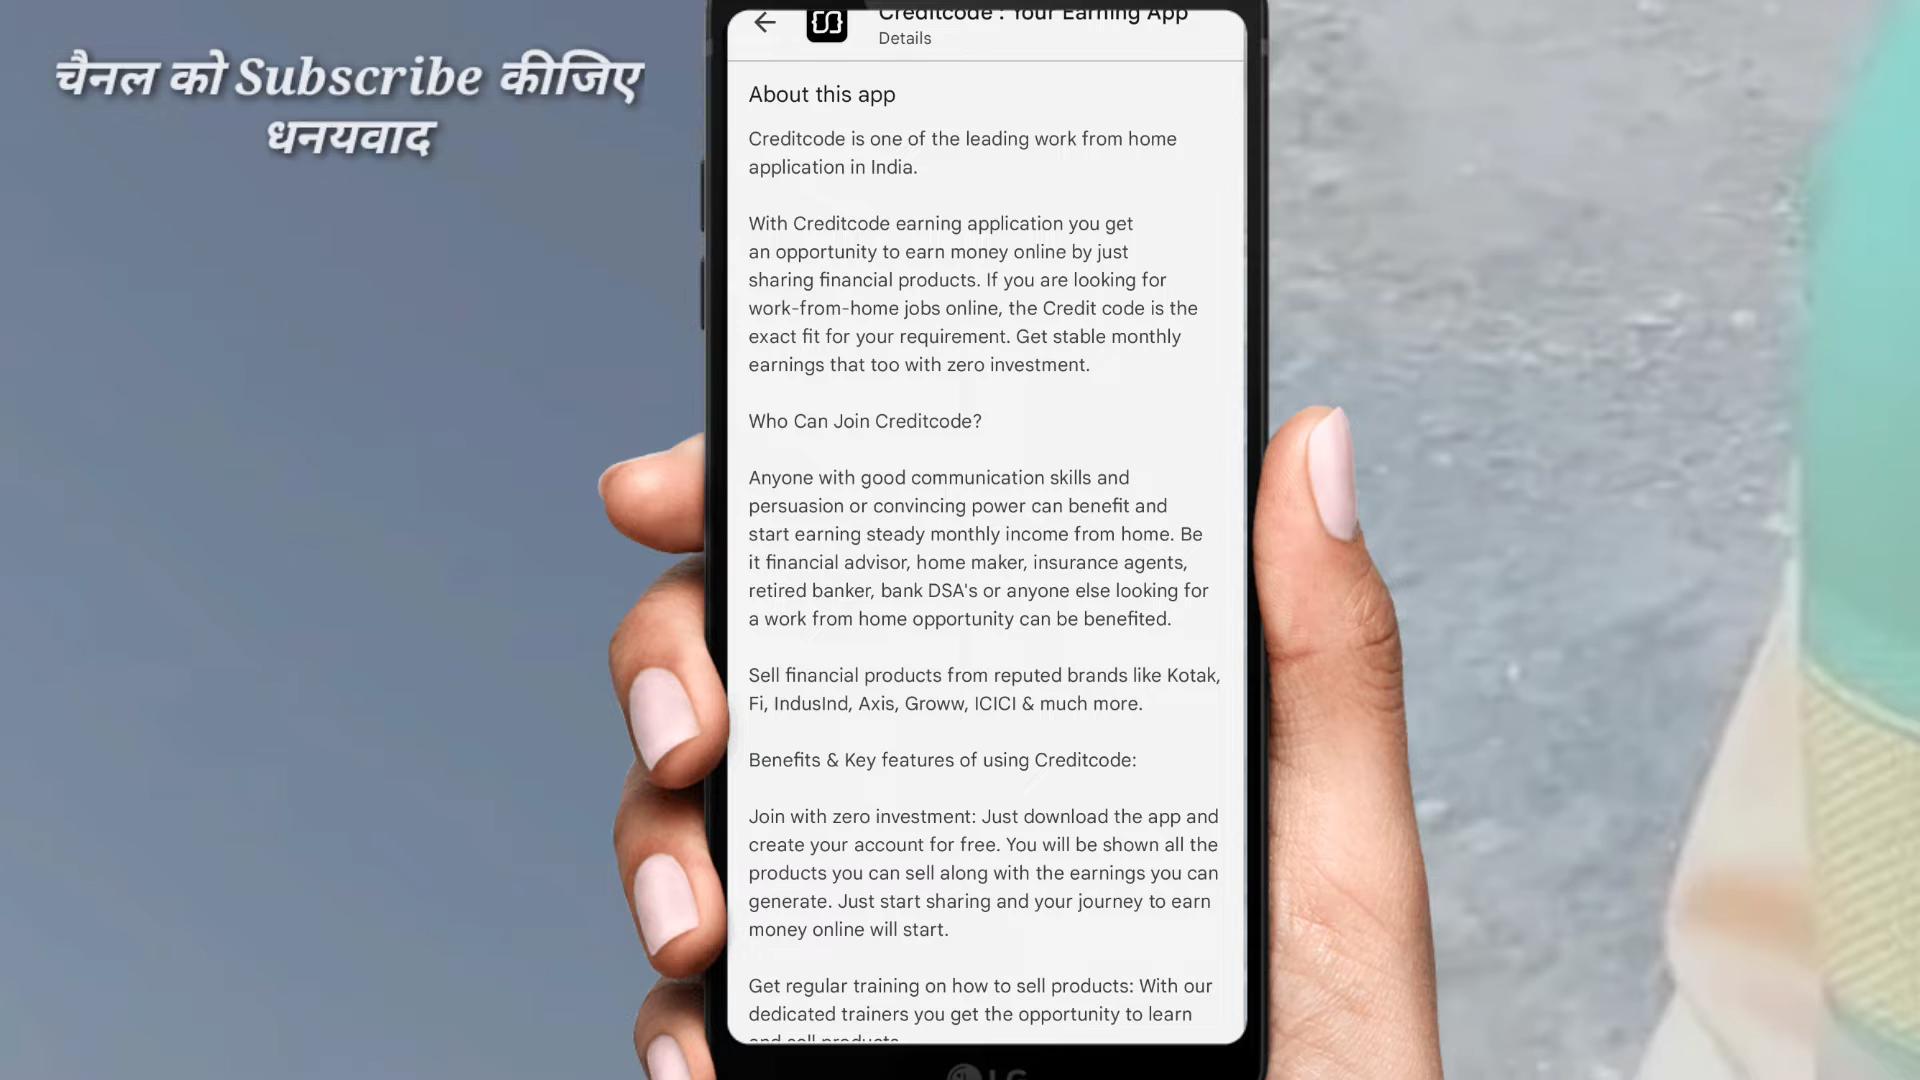 चैनल को Subscribe कीजिए
धनयवाद
Creditcode : Your Earning App
Details
About this app
Creditcode is one of the leading work from home
application in India.
With Creditcode earning application you get
an opportunity to earn money online by just
sharing financial products. If you are looking for
work-from-home jobs online, the Credit code is the
exact fit for your requirement. Get stable monthly
earnings that too with zero investment.
Who Can Join Creditcode?
Anyone with good communication skills and
persuasion or convincing power can benefit and
start earning steady monthly income from home. Be
it financial advisor, home maker, insurance agents,
retired banker, bank DSA's or anyone else looking for
a work from home opportunity can be benefited.
Sell financial products from reputed brands like Kotak,
Fi, IndusInd, Axis, Groww, ICICI & much more.
Benefits & Key features of using Creditcode:
Join with zero investment: Just download the app and
create your account for free. You will be shown all the
products you can sell along with the earnings you can
generate. Just start sharing and your journey to earn
money online will start.
Get regular training on how to sell products: With our
dedicated trainers you get the opportunity to learn
and sell products
LG